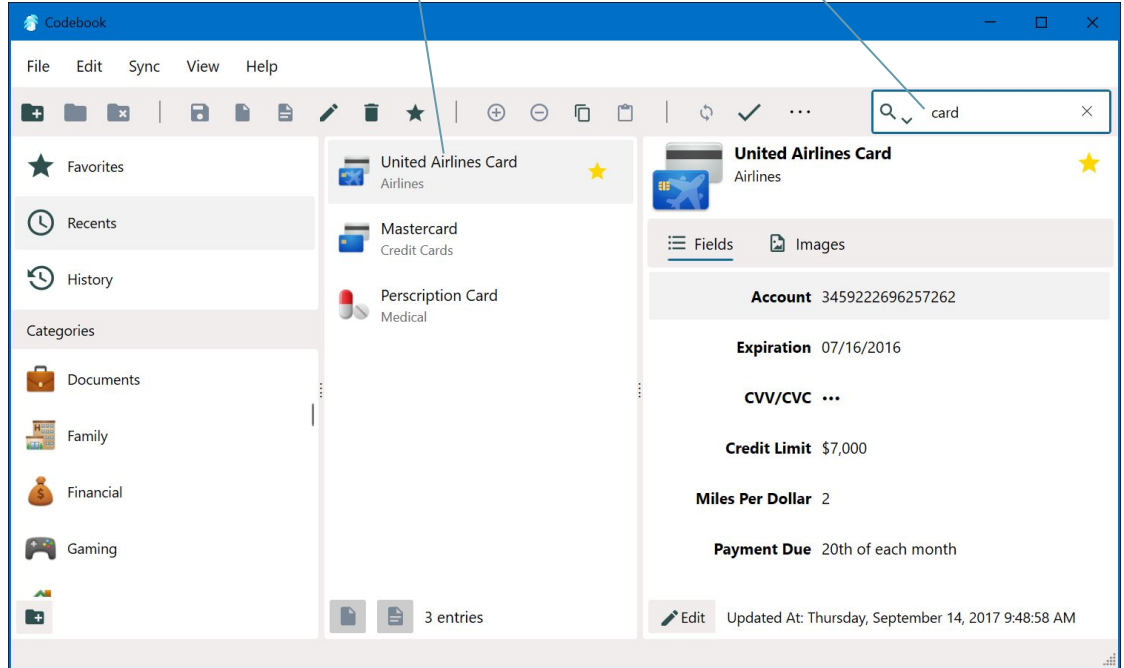 Codebook
File Edit Sync View Help
card
Favorites
Recents
History
Categories
Documents
Family
Financial
Gaming
United Airlines Card
Airlines
Mastercard
Credit Cards
Perscription Card
Medical
3 entries
United Airlines Card
Airlines
Fields Images
Account 3459222696257262
Expiration 07/16/2016
CVV/CVC •••
Credit Limit $7,000
Miles Per Dollar 2
Payment Due 20th of each month
Edit Updated At: Thursday, September 14, 2017 9:48:58 AM